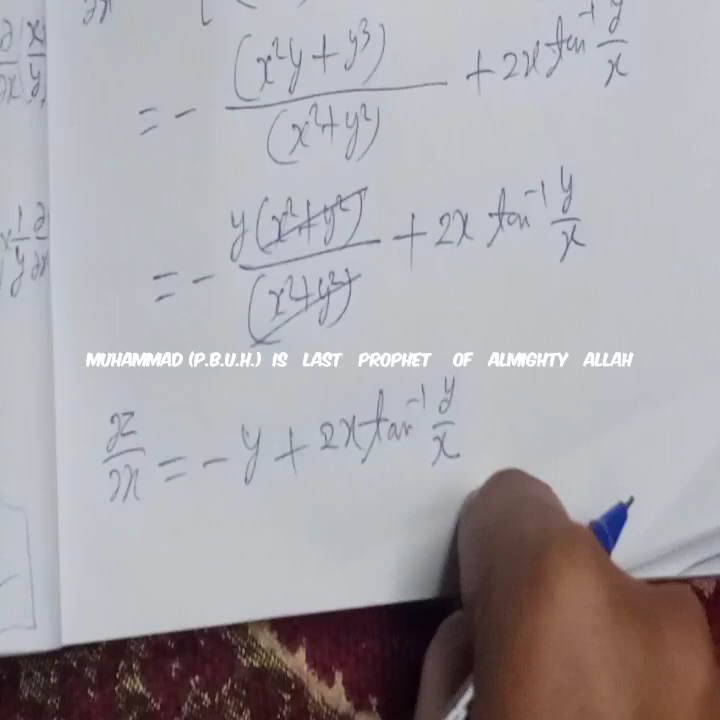 ∂x [
= - (x²y + y³) / (x²+y²) + 2x tan⁻¹ y/x
= - y(x²+y²) / (x²+y²) + 2x tan⁻¹ y/x
MUHAMMAD (P.B.U.H.) IS LAST PROPHET OF ALMIGHTY ALLAH
∂z/∂x = - y + 2x tan⁻¹ y/x